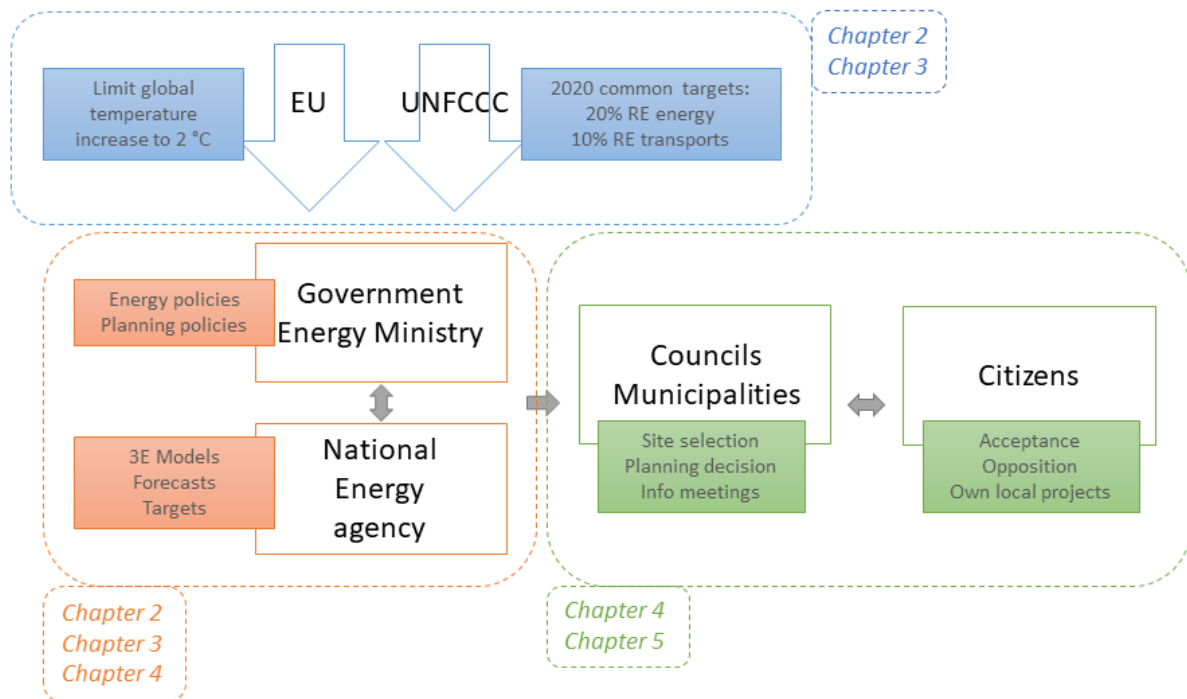 Chapter 2
Chapter 3
Limit global
temperature
increase to 2 °C
EU
UNFCCC
2020 common targets:
20% RE energy
10% RE transports
Energy policies
Planning policies
Government
Energy Ministry
3E Models
Forecasts
Targets
National
Energy
agency
Councils
Municipalities
Site selection
Planning decision
Info meetings
Citizens
Acceptance
Opposition
Own local projects
Chapter 2
Chapter 3
Chapter 4
Chapter 4
Chapter 5